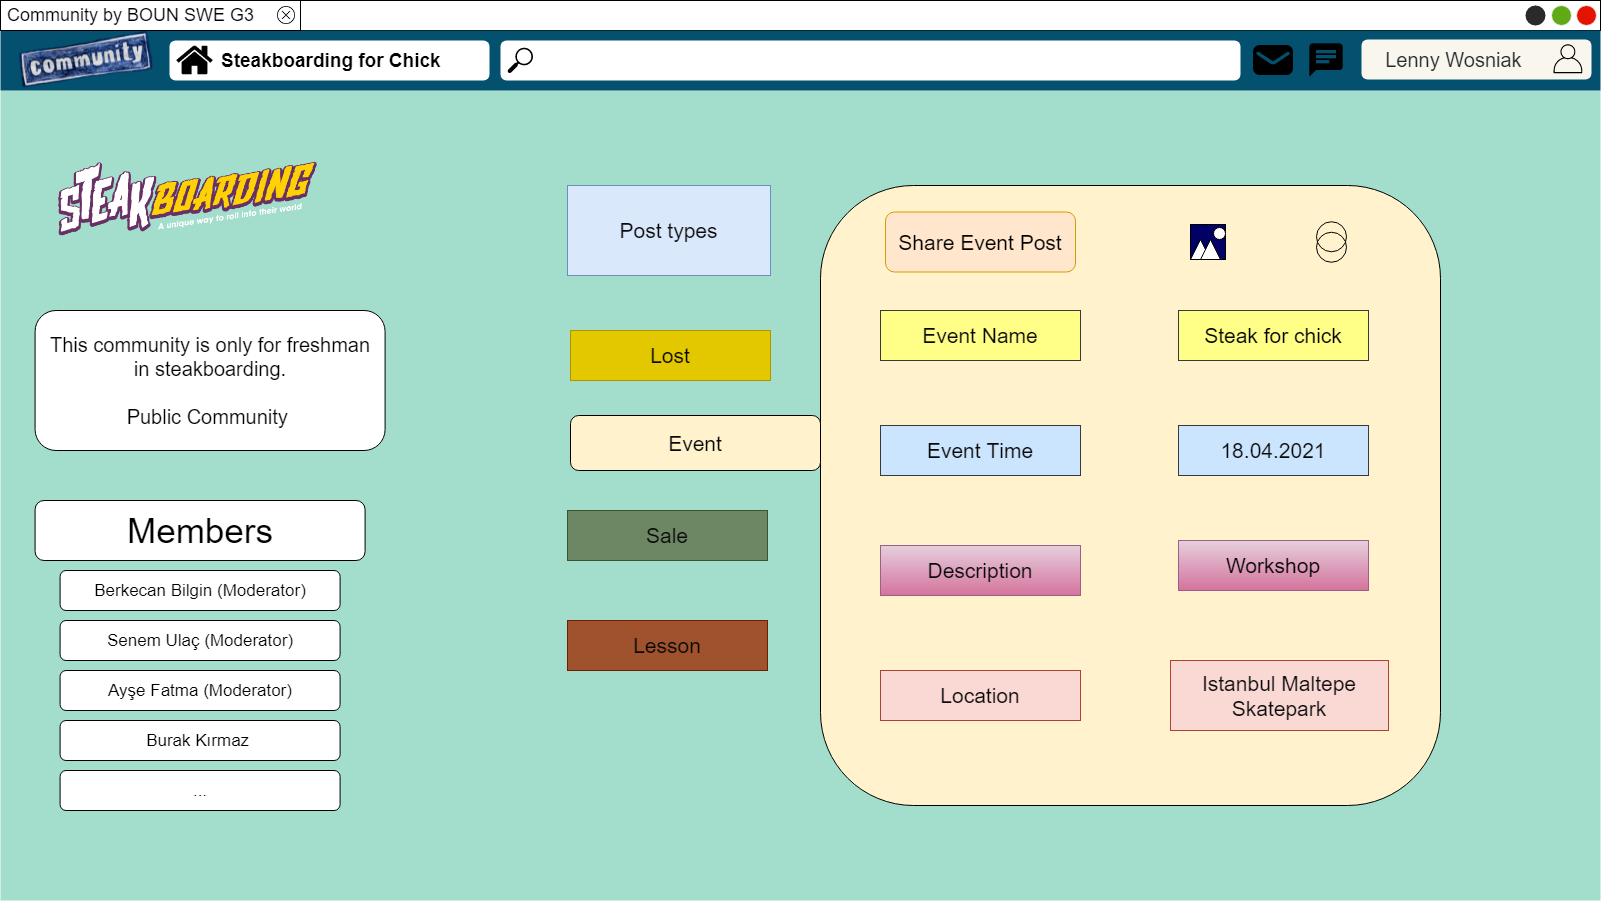 Community by BOUN SWE G3
community
Steakboarding for Chick
Lenny Wosniak
STEAKBOARDING
A unique way to roll into their world
This community is only for freshman
in steakboarding.
Public Community
Members
Berkecan Bilgin (Moderator)
Senem Ulaç (Moderator)
Ayşe Fatma (Moderator)
Burak Kırmaz
...
Post types
Lost
Event
Sale
Lesson
Share Event Post
Event Name
Steak for chick
Event Time
18.04.2021
Description
Workshop
Location
Istanbul Maltepe
Skatepark